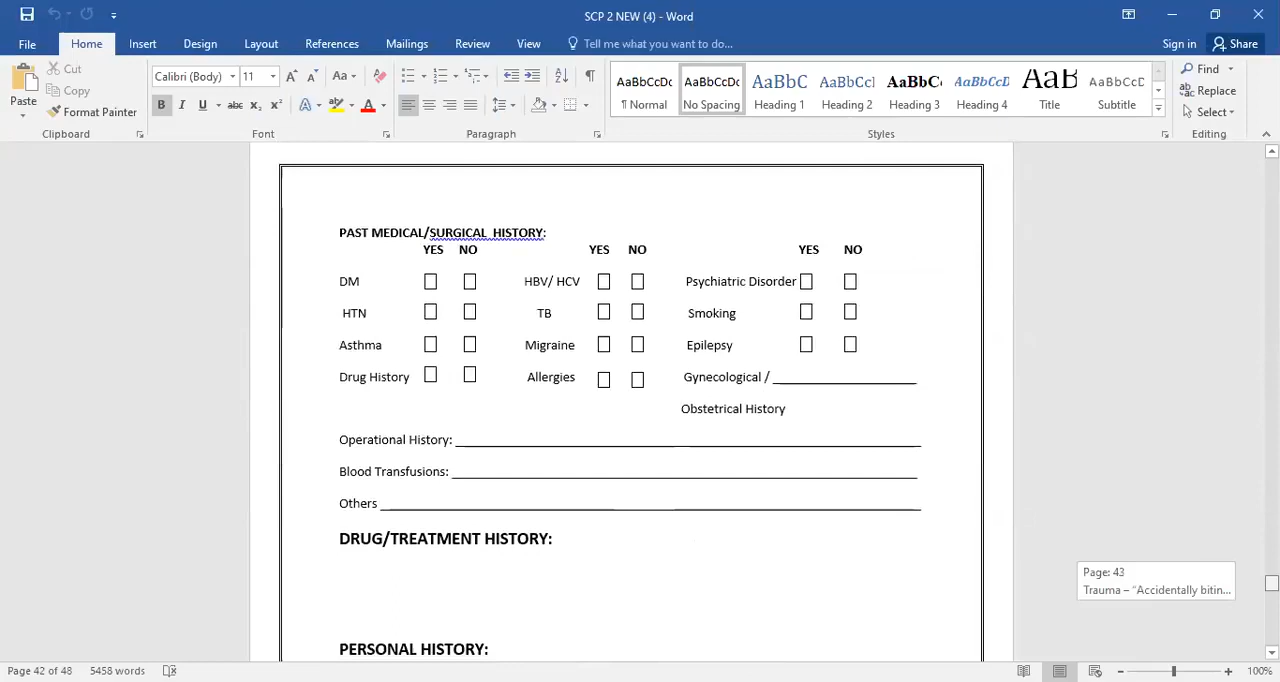 SCP 2 NEW (4) - Word
File Home Insert Design Layout References Mailings Review View Tell me what you want to do... Sign in Share
Paste
Cut
Copy
Format Painter
Clipboard
Calibri (Body) 11
Font
Paragraph
AaBbCcDc AaBbCcDc AaBbC AaBbCcI AaBbCc AaBbCcD AaB AaBbCcD
¶ Normal No Spacing Heading 1 Heading 2 Heading 3 Heading 4 Title Subtitle
Styles
Find
Replace
Select
Editing
PAST MEDICAL/SURGICAL HISTORY:
YES NO YES NO YES NO
DM HBV/ HCV Psychiatric Disorder
HTN TB Smoking
Asthma Migraine Epilepsy
Drug History Allergies Gynecological /
Obstetrical History
Operational History:
Blood Transfusions:
Others
DRUG/TREATMENT HISTORY:
PERSONAL HISTORY:
Page: 43
Trauma – “Accidentally bitin...
Page 42 of 48 5458 words 100%